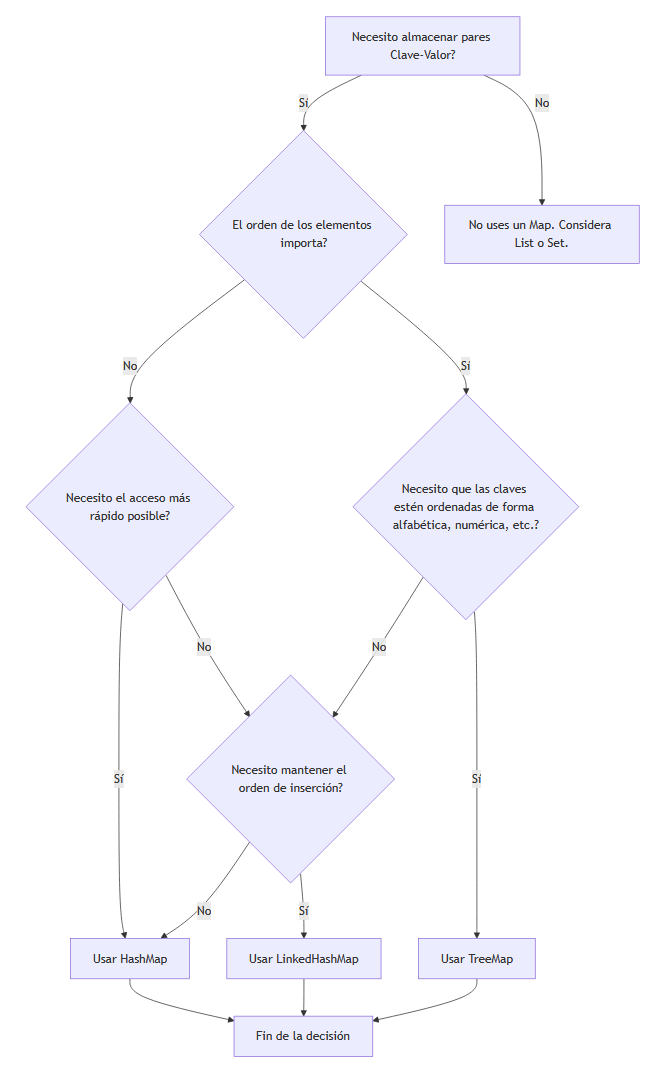 Necesito almacenar pares
Clave-Valor?
Sí
No
El orden de los elementos
importa?
No uses un Map. Considera
List o Set.
No
Sí
Necesito el acceso más
rápido posible?
Necesito que las claves
estén ordenadas de forma
alfabética, numérica, etc.?
No
No
Necesito mantener el
orden de inserción?
Sí
Sí
No
Sí
Usar HashMap
Usar LinkedHashMap
Usar TreeMap
Fin de la decisión